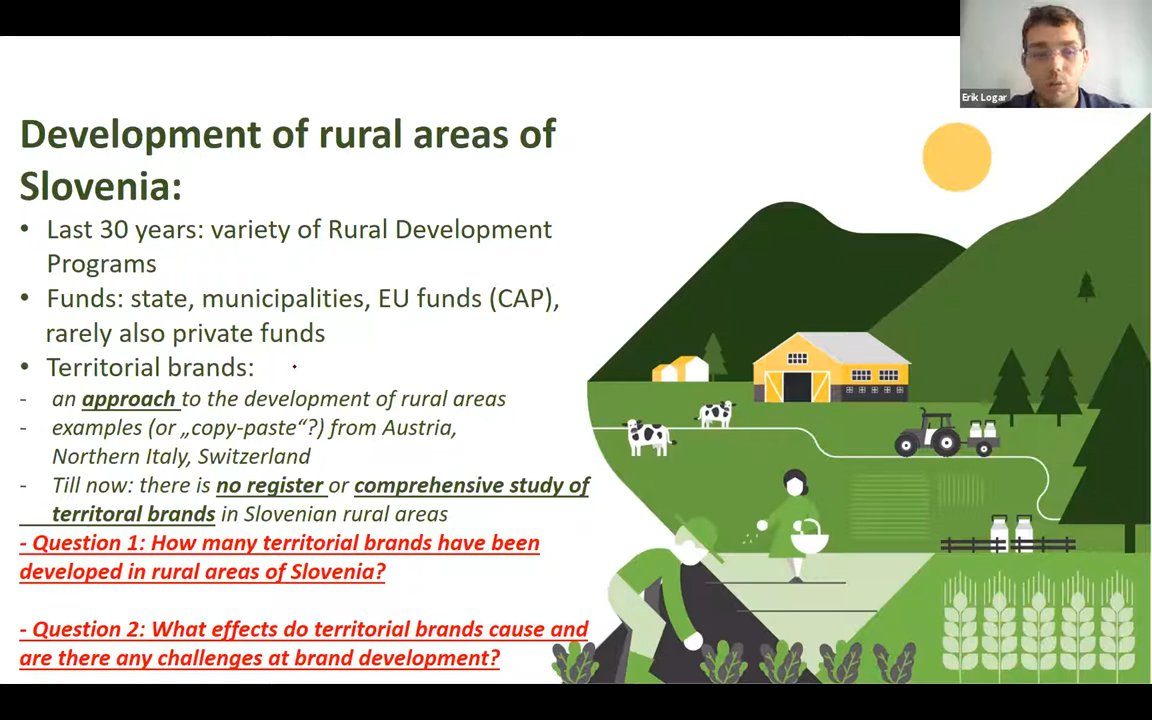 Erik Logar
Development of rural areas of
Slovenia:
• Last 30 years: variety of Rural Development
Programs
• Funds: state, municipalities, EU funds (CAP),
rarely also private funds
• Territorial brands:
- an approach to the development of rural areas
- examples (or „copy-paste“?) from Austria,
Northern Italy, Switzerland
- Till now: there is no register or comprehensive study of
territoral brands in Slovenian rural areas
- Question 1: How many territorial brands have been
developed in rural areas of Slovenia?
- Question 2: What effects do territorial brands cause and
are there any challenges at brand development?